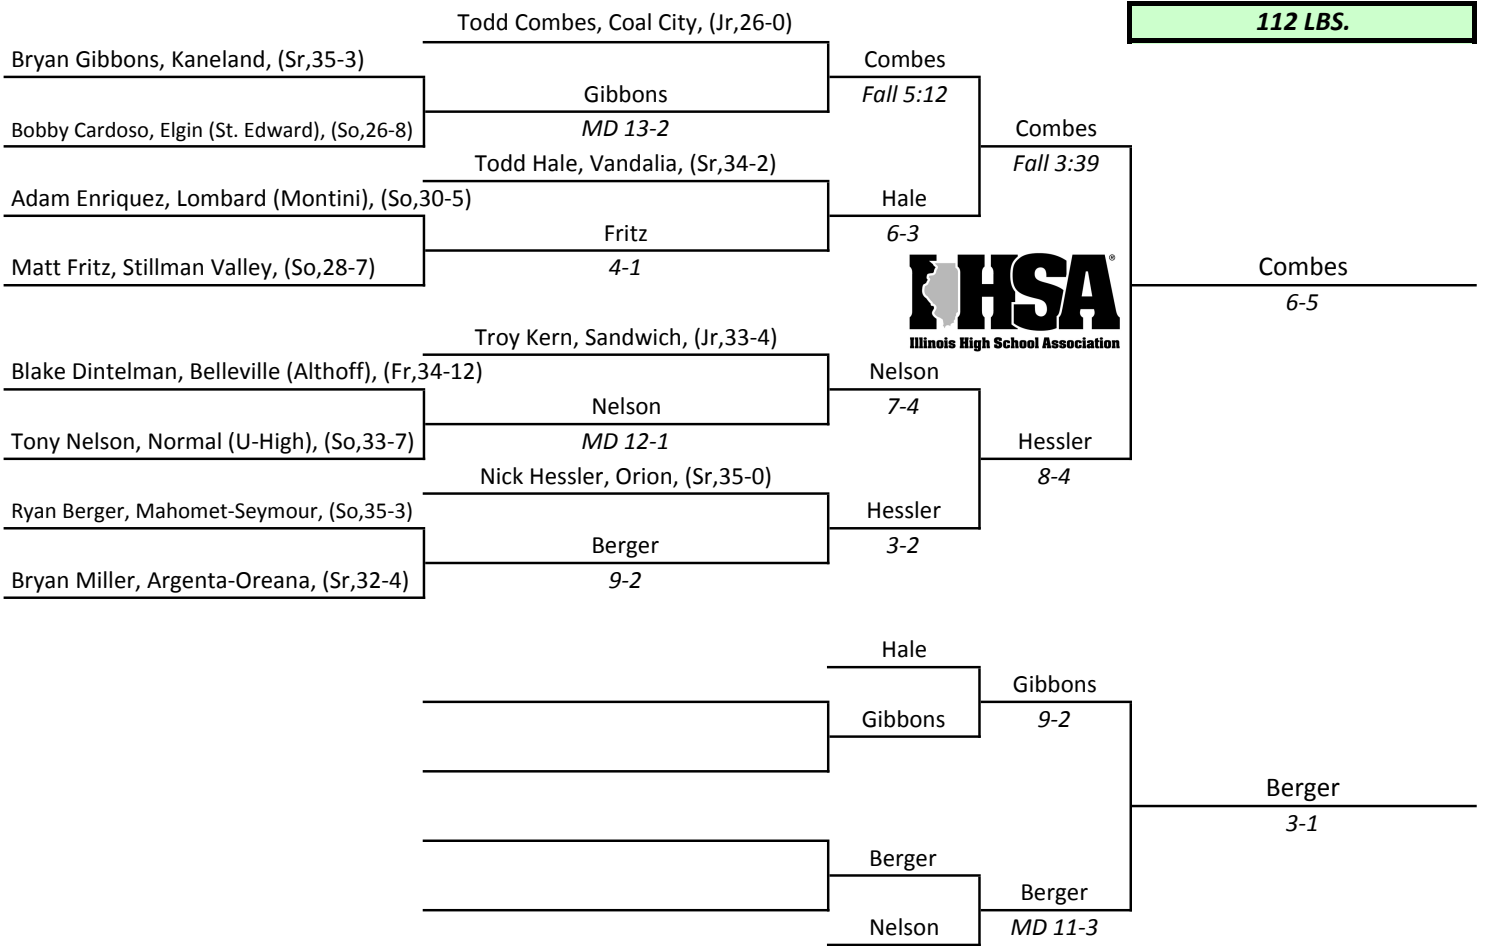 Todd Combes, Coal City, (Jr,26-0)
112 LBS.
Bryan Gibbons, Kaneland, (Sr,35-3)
Combes
Gibbons
Fall 5:12
Bobby Cardoso, Elgin (St. Edward), (So,26-8)
MD 13-2
Combes
Todd Hale, Vandalia, (Sr,34-2)
Fall 3:39
Adam Enriquez, Lombard (Montini), (So,30-5)
Hale
Fritz
6-3
Matt Fritz, Stillman Valley, (So,28-7)
4-1
IHSA®
Illinois High School Association
Combes
6-5
Troy Kern, Sandwich, (Jr,33-4)
Blake Dintelman, Belleville (Althoff), (Fr,34-12)
Nelson
Nelson
7-4
Tony Nelson, Normal (U-High), (So,33-7)
MD 12-1
Hessler
Nick Hessler, Orion, (Sr,35-0)
8-4
Ryan Berger, Mahomet-Seymour, (So,35-3)
Hessler
Berger
3-2
Bryan Miller, Argenta-Oreana, (Sr,32-4)
9-2
Hale
Gibbons
Gibbons
9-2
Berger
3-1
Berger
Berger
Nelson
MD 11-3